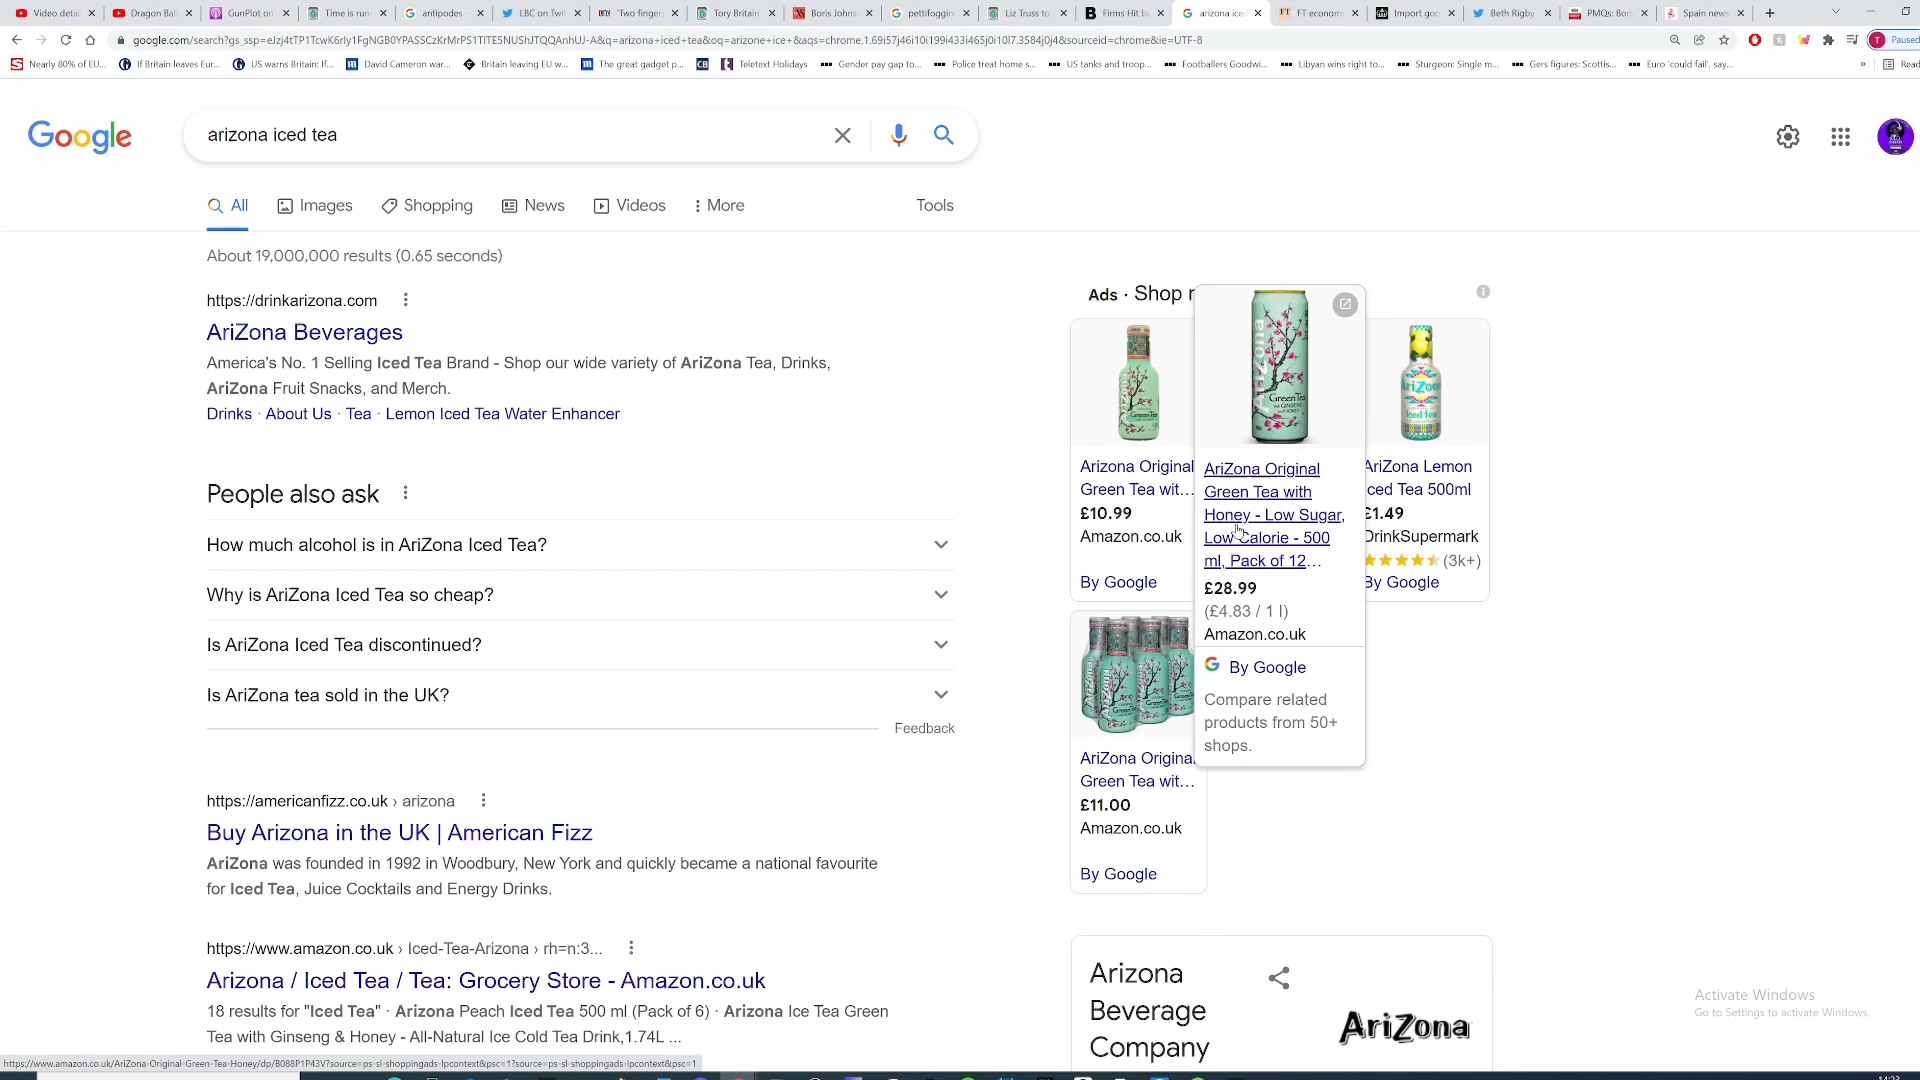 Video detai
Dragon Ball
GunPlot on
Time is run
antipodes -
LBC on Twit
'Two finger
Tory Britain
Boris Johns
pettifoggin
Liz Truss to
Firms Hit b
arizona iced
FT econom
Import goo
Beth Rigby
PMQs: Bori
Spain news
google.com/search?gs_ssp=eJzj4tTP1TcwK6rIy1FgNGB0YPASSCzKrMrPS1TITE5NUShJTQQAnhUJ-A&q=arizona+iced+tea&oq=arizone+ice+&aqs=chrome.1.69i57j46i10i199i433i465j0i10l7.3584j0j4&sourceid=chrome&ie=UTF-8
Paused
Nearly 80% of EU...
If Britain leaves Eur...
US warns Britain: If...
David Cameron war...
Britain leaving EU w...
The great gadget p...
CB
Teletext Holidays
Gender pay gap to...
Police treat home s...
US tanks and troop...
Footballers Goodwi...
Libyan wins right to...
Sturgeon: Single m...
Gers figures: Scottis...
Euro 'could fail', say...
Read
Google
arizona iced tea
All
Images
Shopping
News
Videos
More
Tools
About 19,000,000 results (0.65 seconds)
https://drinkarizona.com
AriZona Beverages
America's No. 1 Selling Iced Tea Brand - Shop our wide variety of AriZona Tea, Drinks,
AriZona Fruit Snacks, and Merch.
Drinks · About Us · Tea · Lemon Iced Tea Water Enhancer
People also ask
How much alcohol is in AriZona Iced Tea?
Why is AriZona Iced Tea so cheap?
Is AriZona Iced Tea discontinued?
Is AriZona tea sold in the UK?
Feedback
https://americanfizz.co.uk › arizona
Buy Arizona in the UK | American Fizz
AriZona was founded in 1992 in Woodbury, New York and quickly became a national favourite
for Iced Tea, Juice Cocktails and Energy Drinks.
https://www.amazon.co.uk › Iced-Tea-Arizona › rh=n:3...
Arizona / Iced Tea / Tea: Grocery Store - Amazon.co.uk
18 results for "Iced Tea" · Arizona Peach Iced Tea 500 ml (Pack of 6) · Arizona Ice Tea Green
Tea with Ginseng & Honey - All-Natural Ice Cold Tea Drink,1.74L ...
https://www.amazon.co.uk/AriZona-Original-Green-Tea-Honey/dp/B088P1P43V?source=ps-sl-shoppingads-lpcontext&psc=1?source=ps-sl-shoppingads-lpcontext&psc=1
Ads · Shop
Arizona Original
Green Tea wit...
£10.99
Amazon.co.uk
By Google
AriZona
Green Tea
AriZona Original
Green Tea with
Honey - Low Sugar,
Low Calorie - 500
ml, Pack of 12...
£28.99
(£4.83 / 1 l)
Amazon.co.uk
By Google
Compare related
products from 50+
shops.
AriZona
Iced tea
AriZona Lemon
Iced Tea 500ml
£1.49
DrinkSupermark
(3k+)
By Google
AriZona Original
Green Tea wit...
£11.00
Amazon.co.uk
By Google
Arizona
Beverage
Company
AriZona
Activate Windows
Go to Settings to activate Windows.